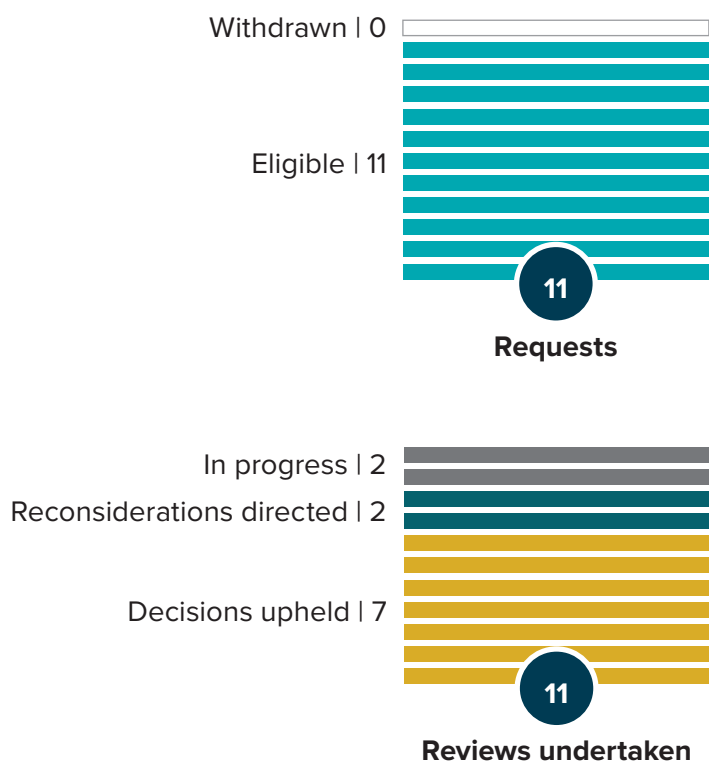 Withdrawn | 0
Eligible | 11
11
Requests
In progress | 2
Reconsiderations directed | 2
Decisions upheld | 7
11
Reviews undertaken